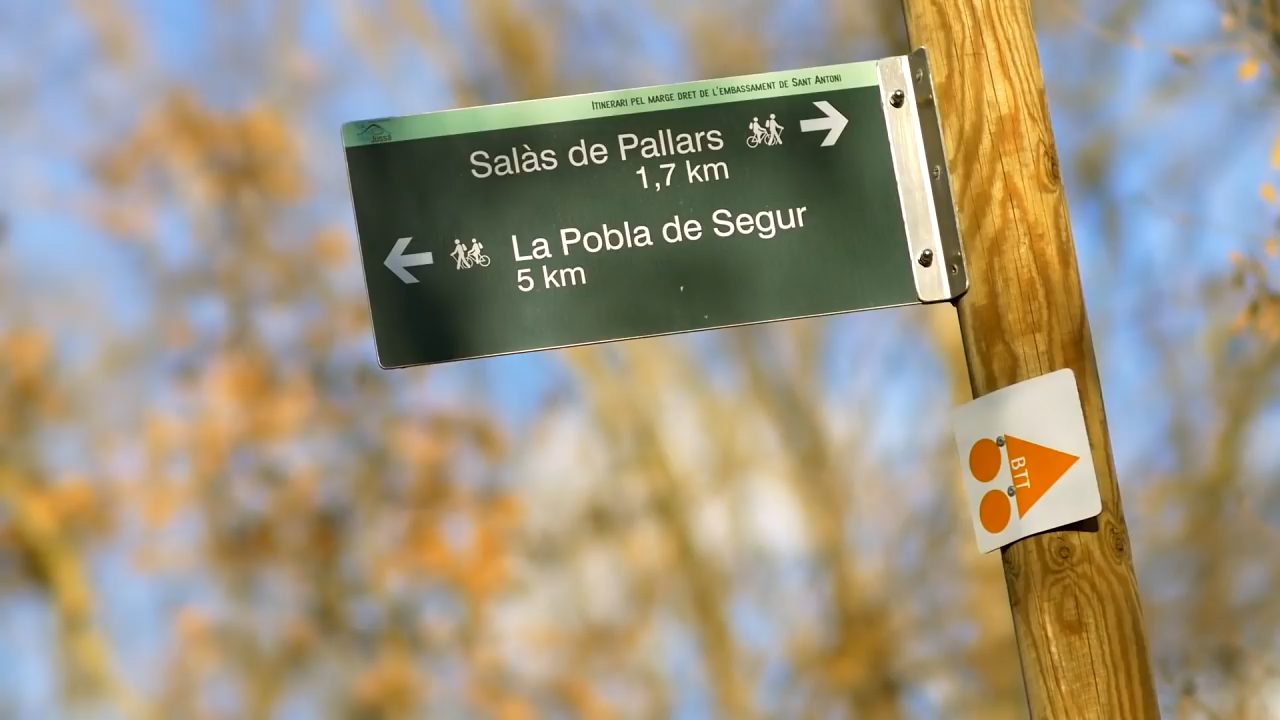 Itinerari pel marge dret de l'embassament de Sant Antoni
Jussà
Salàs de Pallars
1,7 km
La Pobla de Segur
5 km
BTT